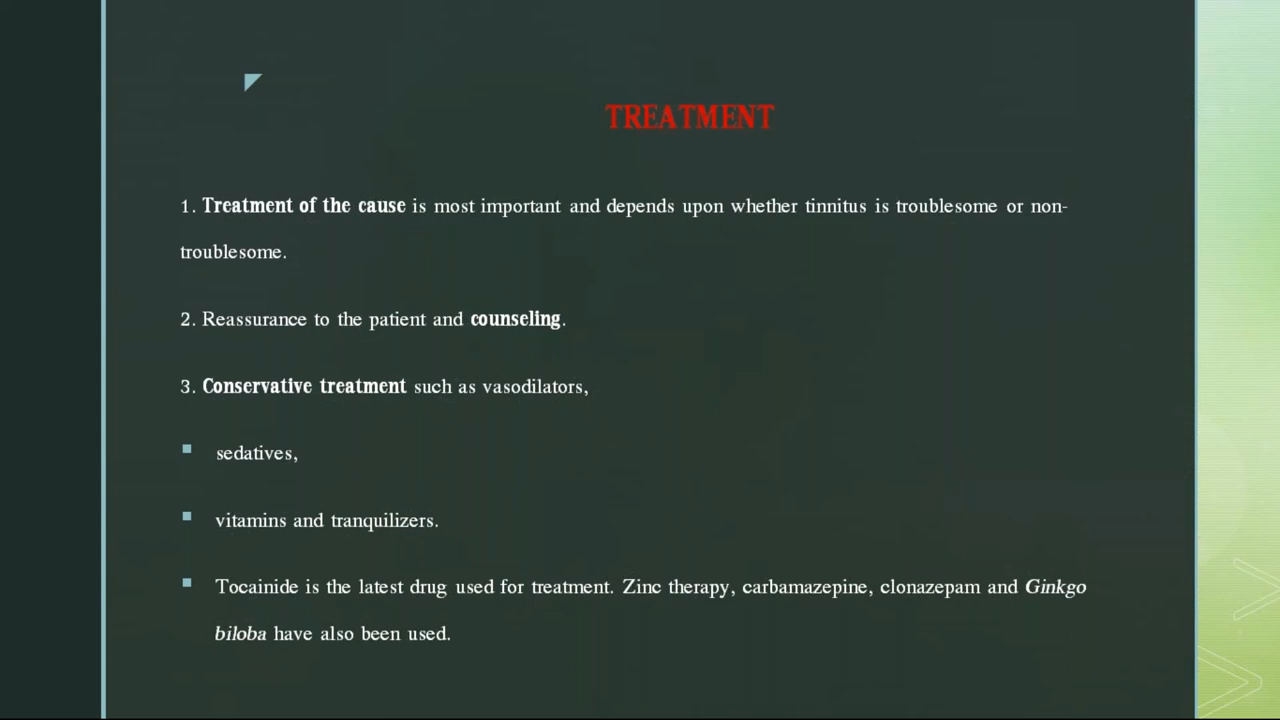 TREATMENT
1. Treatment of the cause is most important and depends upon whether tinnitus is troublesome or non-
troublesome.
2. Reassurance to the patient and counseling.
3. Conservative treatment such as vasodilators,
sedatives,
vitamins and tranquilizers.
Tocainide is the latest drug used for treatment. Zinc therapy, carbamazepine, clonazepam and Ginkgo
biloba have also been used.